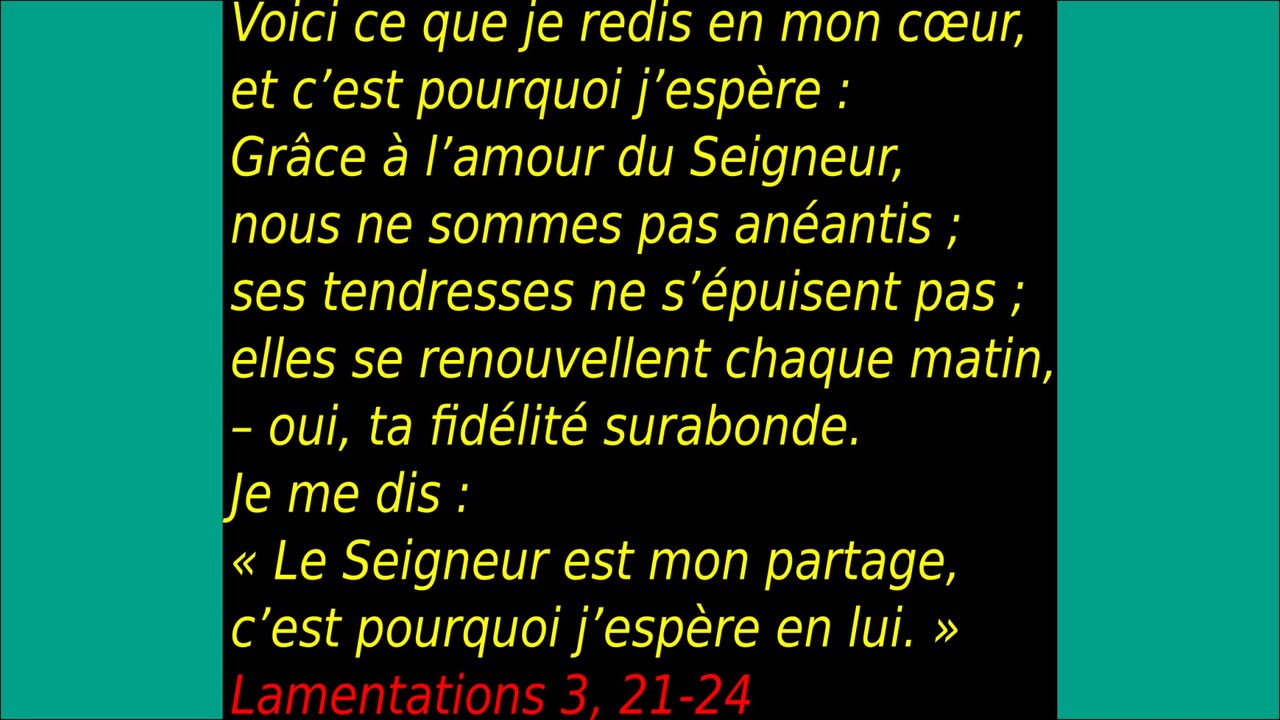 Voici ce que je redis en mon cœur,
et c’est pourquoi j’espère :
Grâce à l’amour du Seigneur,
nous ne sommes pas anéantis ;
ses tendresses ne s’épuisent pas ;
elles se renouvellent chaque matin,
– oui, ta fidélité surabonde.
Je me dis :
« Le Seigneur est mon partage,
c’est pourquoi j’espère en lui. »
Lamentations 3, 21-24